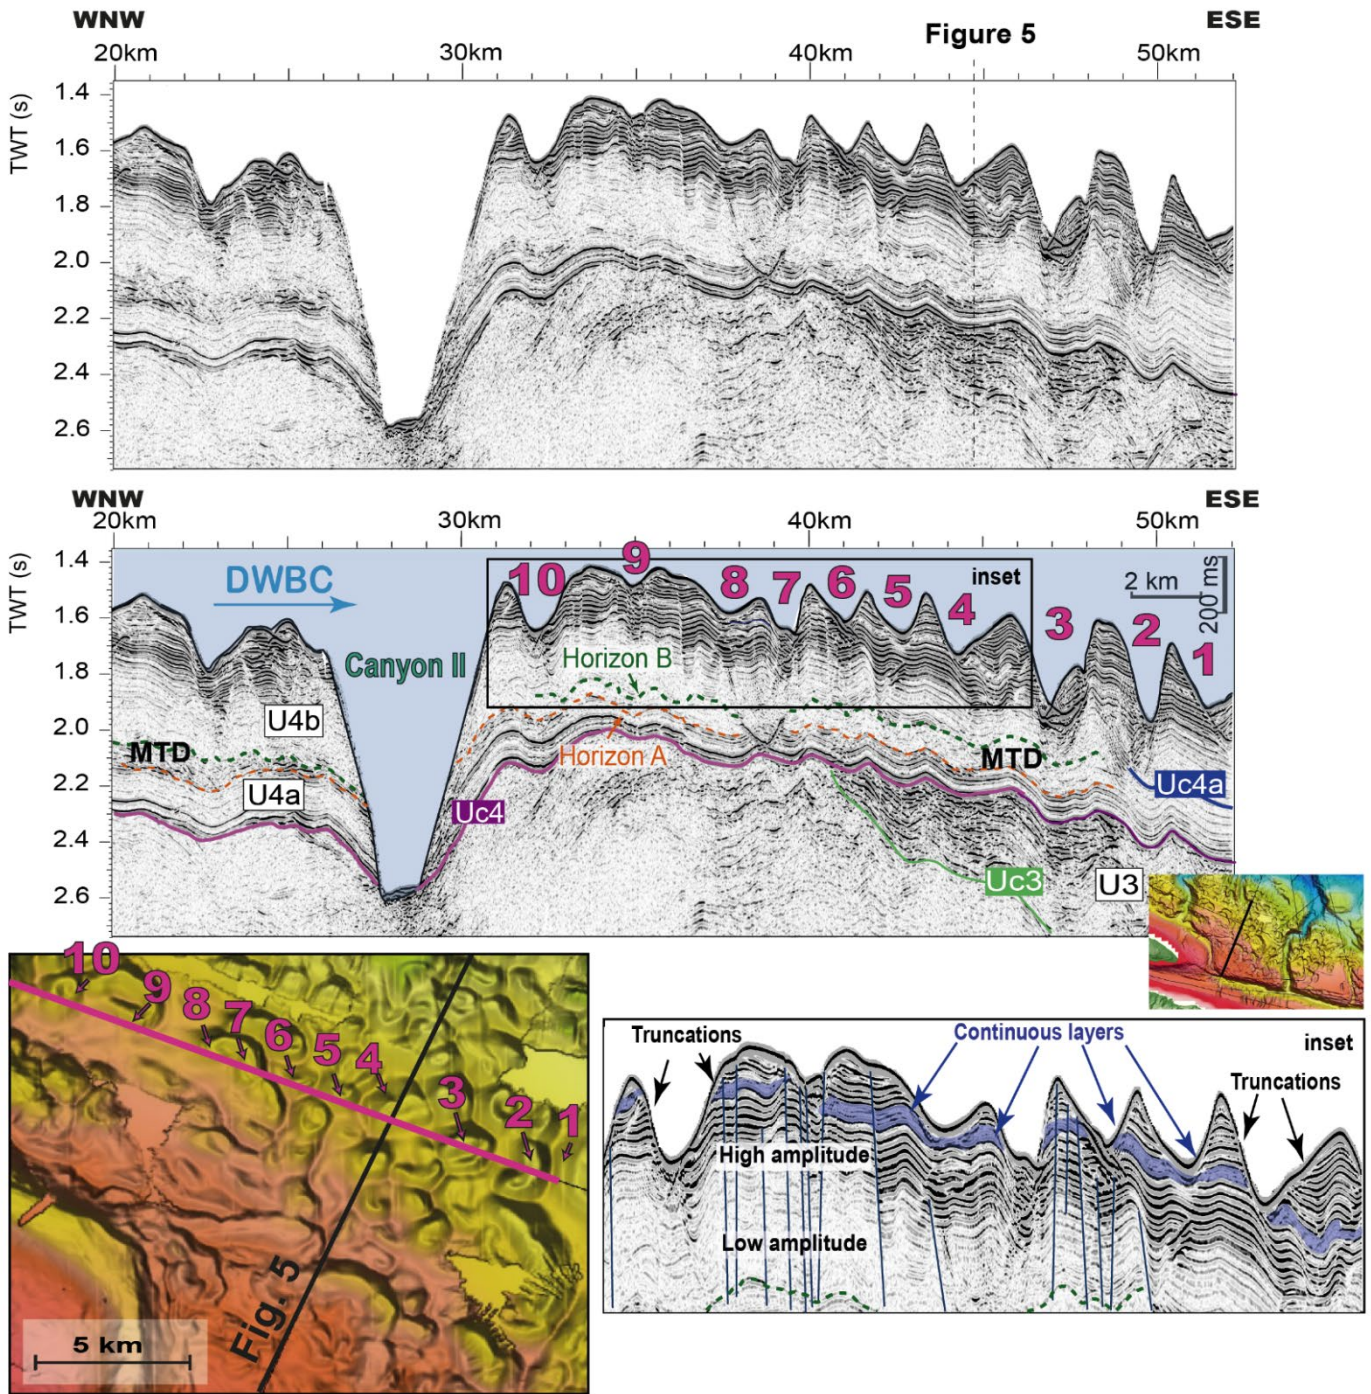 WNW
ESE
Figure 5
20km 30km 40km 50km
TWT (s)
1.4
1.6
1.8
2.0
2.2
2.4
2.6
WNW
ESE
20km 30km 40km 50km
TWT (s)
1.4
1.6
1.8
2.0
2.2
2.4
2.6
DWBC
Canyon II
10 9 8 7 6 5 4 3 2 1
inset
2 km
200 ms
Horizon B
Horizon A
U4b
MTD
U4a
Uc4
MTD
Uc4a
Uc3
U3
10 9 8 7 6 5 4 3 2 1
Fig. 5
5 km
Truncations
Continuous layers
inset
Truncations
High amplitude
Low amplitude